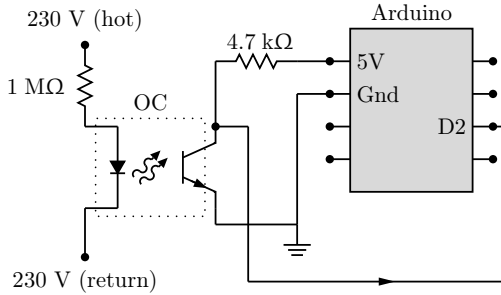 Arduino
230 V (hot)
4.7 kΩ
5V
1 MΩ
Gnd
OC
D2
230 V (return)